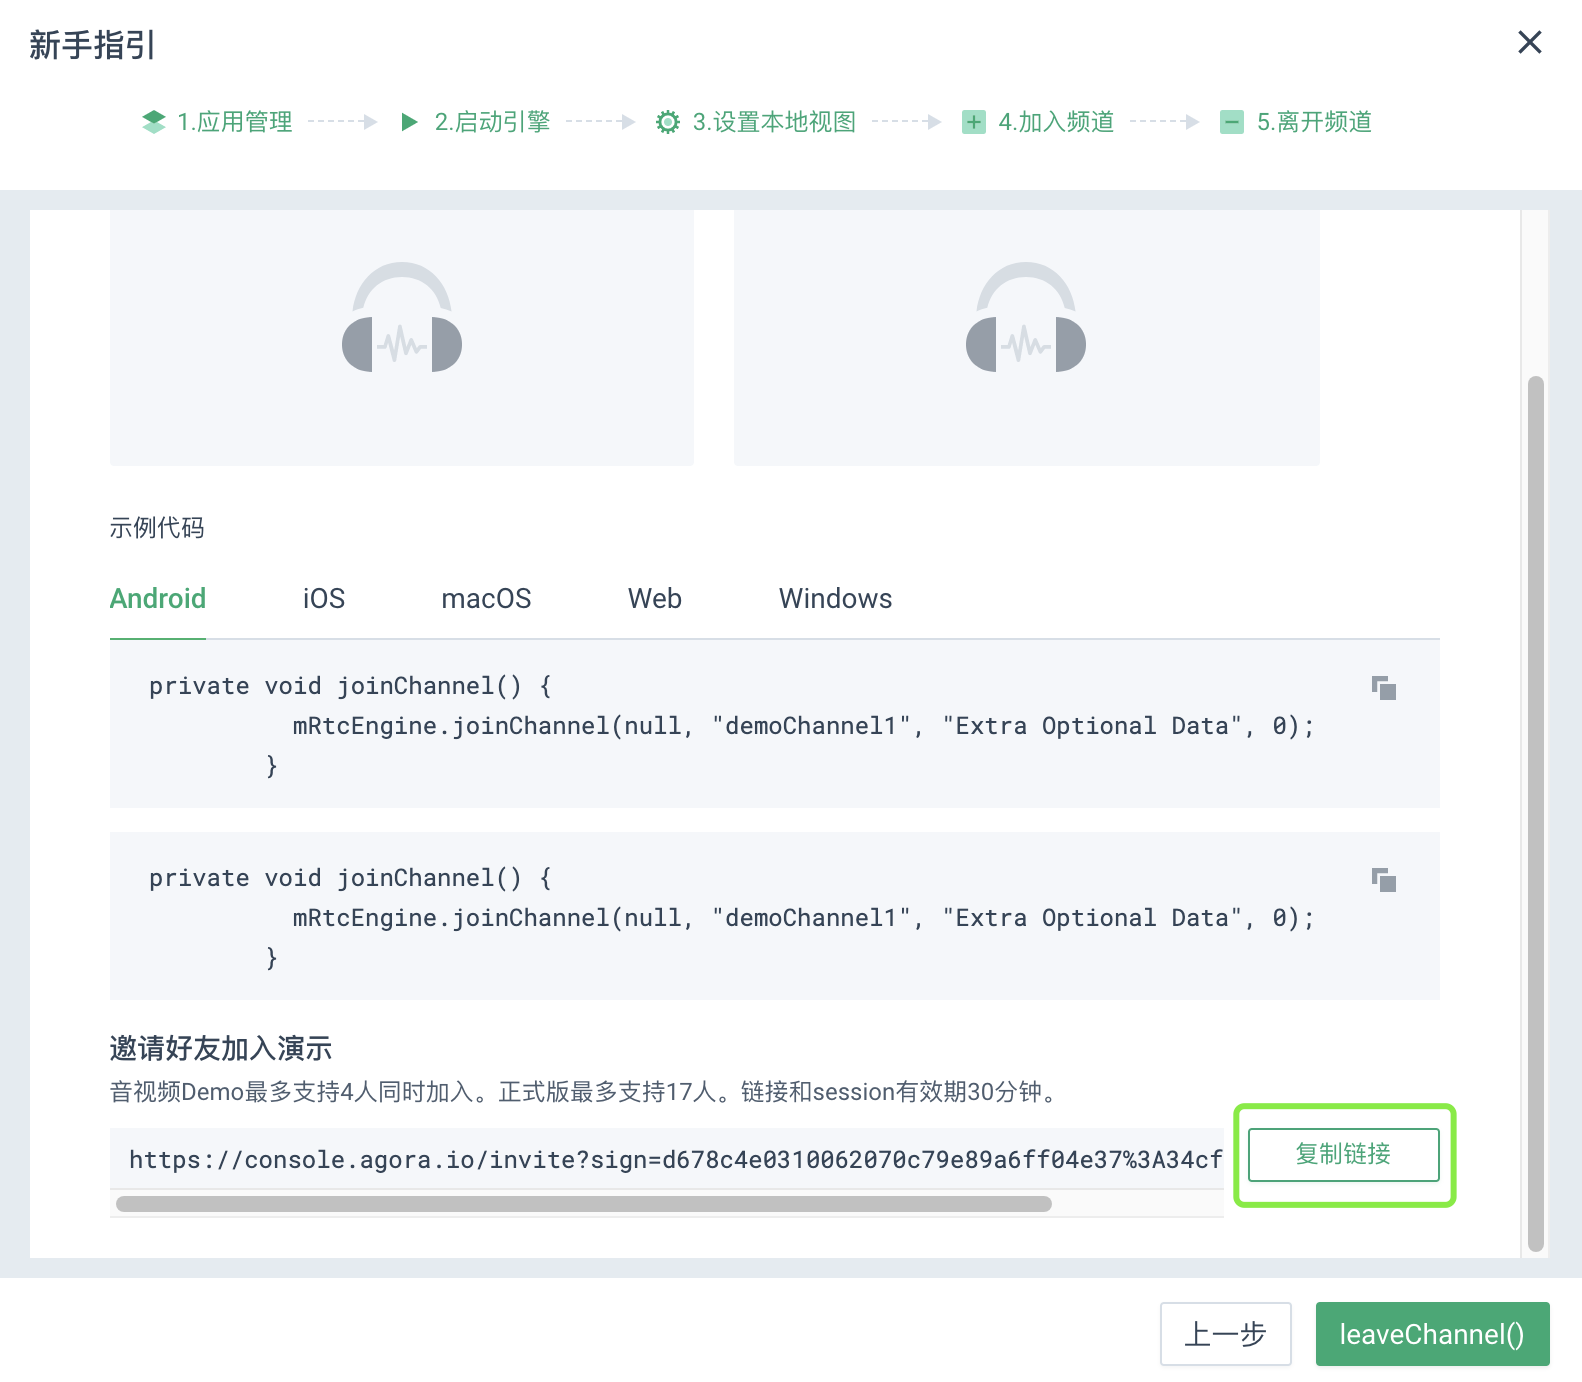 新手指引
1.应用管理 2.启动引擎 3.设置本地视图 4.加入频道 5.离开频道
示例代码
Android iOS macOS Web Windows
private void joinChannel() {
mRtcEngine.joinChannel(null, "demoChannel1", "Extra Optional Data", 0);
}
private void joinChannel() {
mRtcEngine.joinChannel(null, "demoChannel1", "Extra Optional Data", 0);
}
邀请好友加入演示
音视频Demo最多支持4人同时加入。正式版最多支持17人。链接和session有效期30分钟。
https://console.agora.io/invite?sign=d678c4e0310062070c79e89a6ff04e37%3A34cf
复制链接
上一步 leaveChannel()